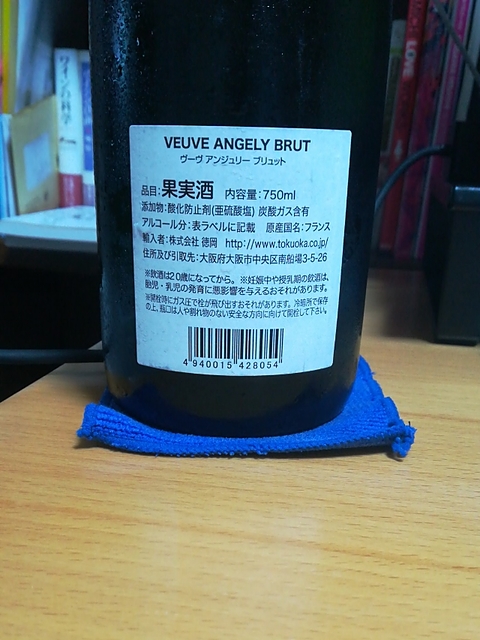 VEUVE ANGELY BRUT
ヴーヴ アンジュリー ブリュット
品目:果実酒 内容量:750ml
添加物:酸化防止剤(亜硫酸塩) 炭酸ガス含有
アルコール分:表ラベルに記載 原産国名:フランス
輸入者:株式会社 徳岡 http://www.tokuoka.co.jp/
住所及び引取先:大阪府大阪市中央区南船場3-5-26
※飲酒は20歳になってから。※妊娠中や授乳期の飲酒は、
胎児・乳児の発育に悪影響を与えるおそれがあります。
※開栓時にガス圧で栓が飛び出すおそれがあります。冷暗所で保存
の上、瓶口は人や割れ物のない安全な方向に向けて開栓して下さい。
4 940015 428054
ワインの科学
LOVE